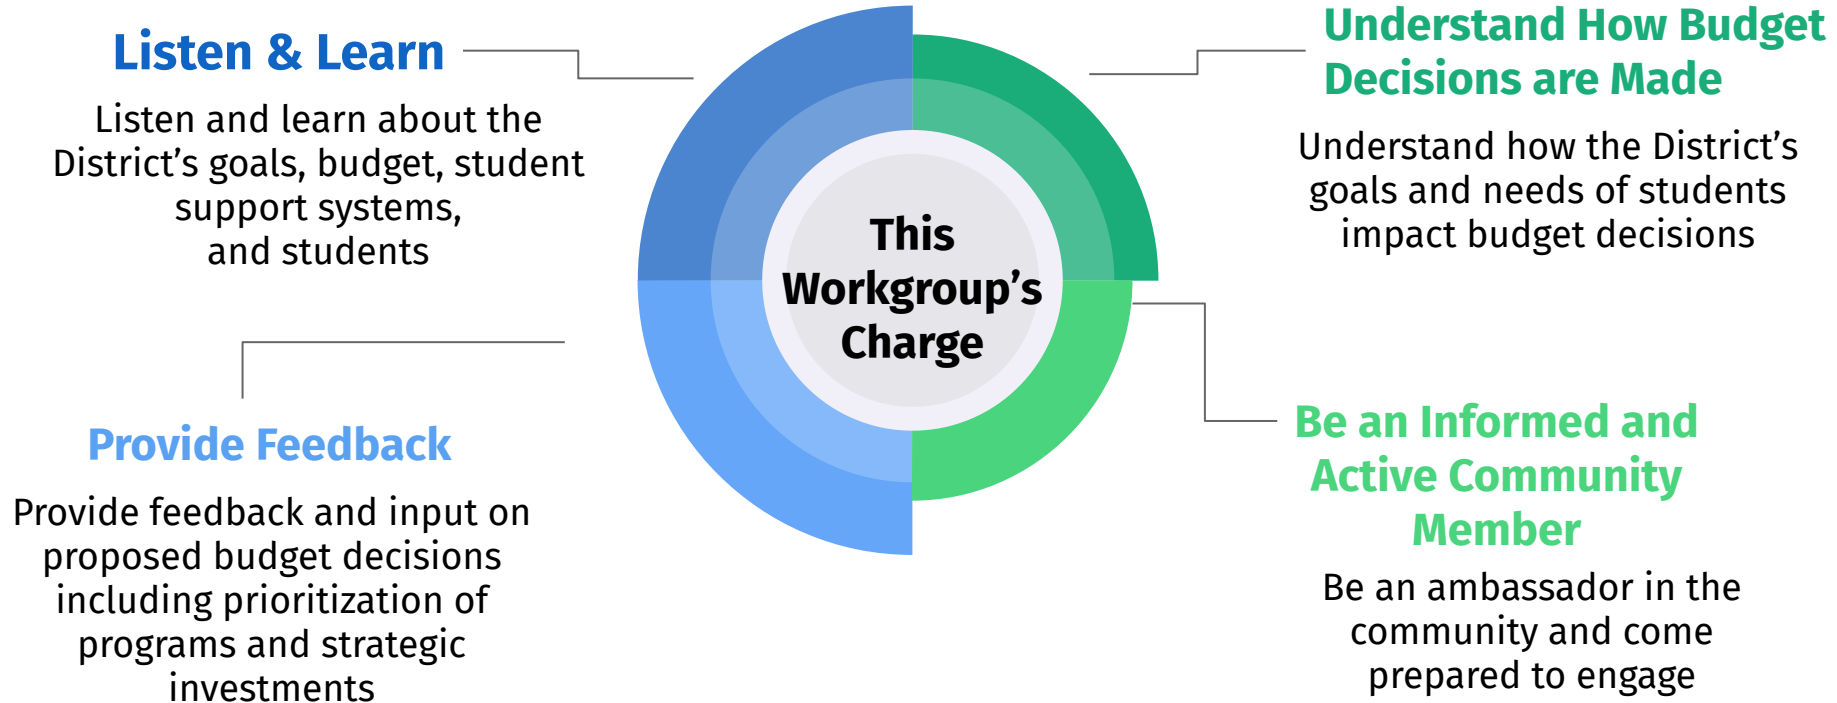 Listen & Learn
Listen and learn about the
District’s goals, budget, student
support systems,
and students
Understand How Budget
Decisions are Made
Understand how the District’s
goals and needs of students
impact budget decisions
This
Workgroup’s
Charge
Provide Feedback
Provide feedback and input on
proposed budget decisions
including prioritization of
programs and strategic
investments
Be an Informed and
Active Community
Member
Be an ambassador in the
community and come
prepared to engage